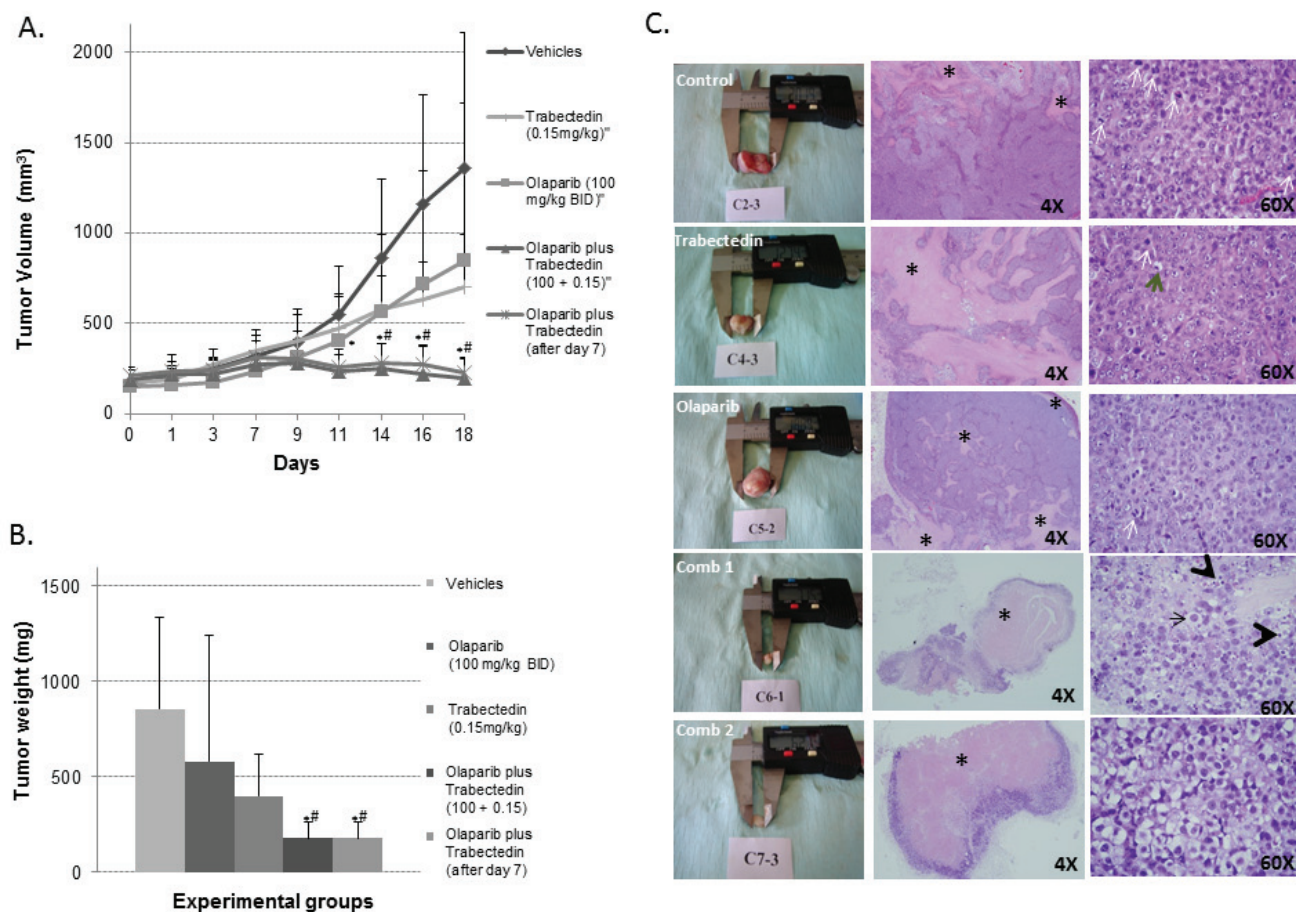 A.
2000
1500
1000
500
0
Tumor Volume (mm³)
0 1 3 7 9 11 14 16 18
Days
* *# *# *#
Vehicles
Trabectedin
(0.15mg/kg)"
Olaparib (100
mg/kg BID)"
Olaparib plus
Trabectedin
(100 + 0.15)"
Olaparib plus
Trabectedin
(after day 7)
B.
1500
1000
500
0
Tumor weight (mg)
*# *#
Experimental groups
Vehicles
Olaparib
(100 mg/kg BID)
Trabectedin
(0.15mg/kg)
Olaparib plus
Trabectedin
(100 + 0.15)
Olaparib plus
Trabectedin
(after day 7)
C.
Control
C2-3
* *
4X
60X
Trabectedin
C4-3
*
4X
60X
Olaparib
C5-2
* * * *
4X
60X
Comb 1
C6-1
*
4X
60X
Comb 2
C7-3
*
4X
60X